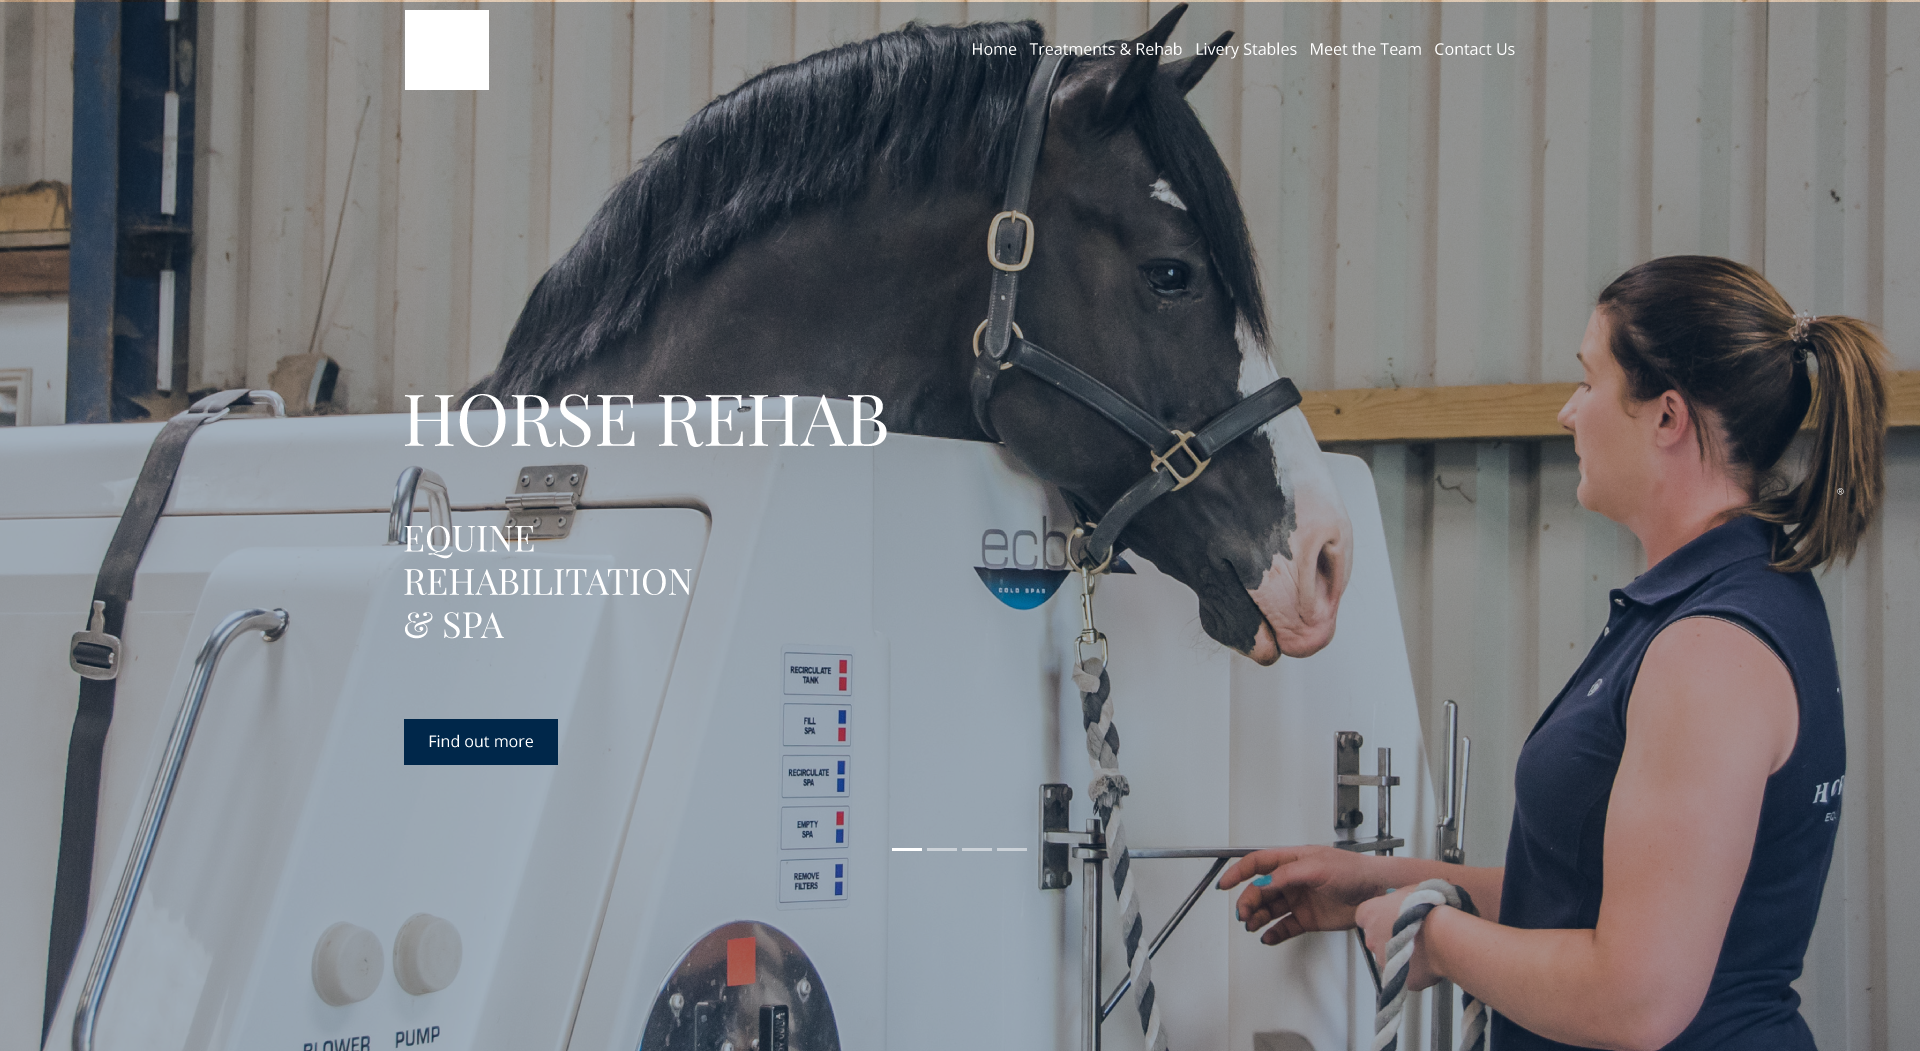 Home Treatments & Rehab Livery Stables Meet the Team Contact Us
HORSE REHAB
EQUINE
REHABILITATION
& SPA
Find out more
ecb
COLD SPAS
RECIRCULATE
TANK
FILL
SPA
RECIRCULATE
SPA
EMPTY
SPA
REMOVE
FILTERS
BLOWER PUMP
®